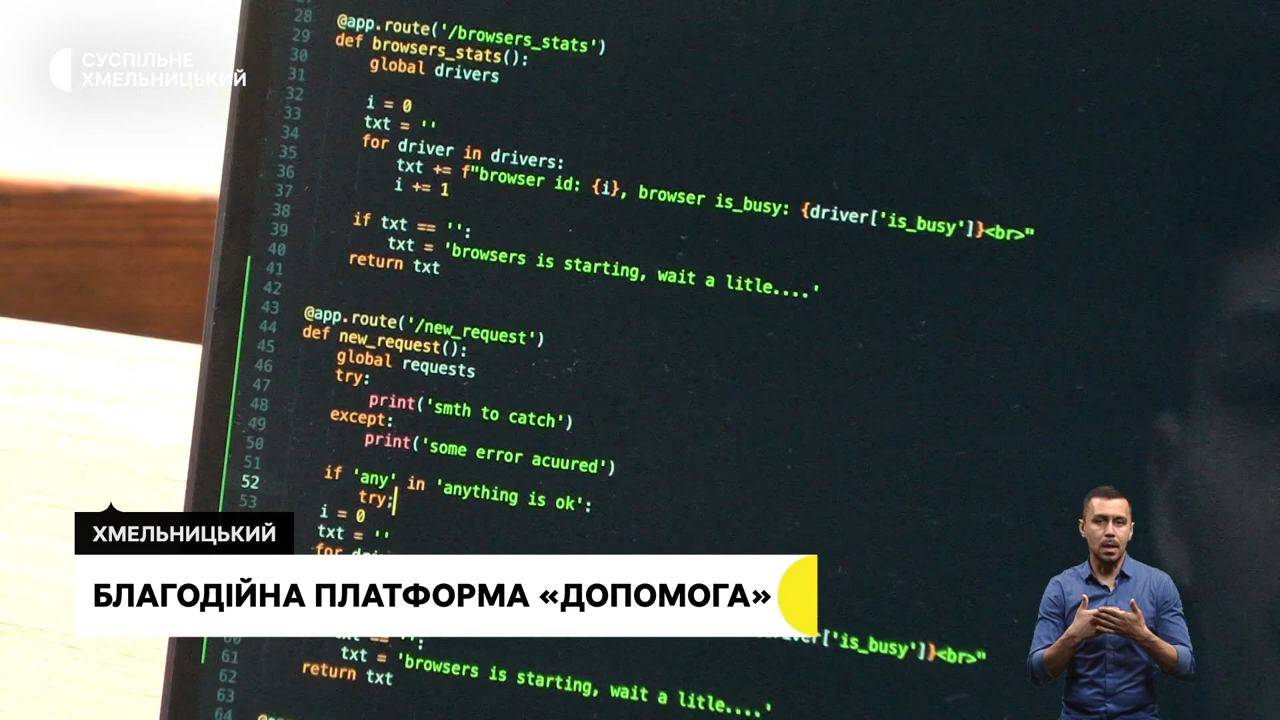 СУСПІЛЬНЕ
ХМЕЛЬНИЦЬКИЙ
28 @app.route('/browsers_stats')
29 def browsers_stats():
30 global drivers
31
32 i = 0
33 txt = ''
34 for driver in drivers:
35 txt += f"browser id: {i}, browser is_busy: {driver['is_busy']}<br>"
36 i += 1
37
38 if txt == '':
39 txt = 'browsers is starting, wait a litle....'
40 return txt
41
42
43 @app.route('/new_request')
44 def new_request():
45 global requests
46 try:
47 print('smth to catch')
48 except:
49 print('some error acuured')
50
51 if 'any' in 'anything is ok':
52 try:
53 i = 0
txt = ''
for
ХМЕЛЬНИЦЬКИЙ
БЛАГОДІЙНА ПЛАТФОРМА «ДОПОМОГА»
['is_busy']}<br>"
61 txt = 'browsers is starting, wait a litle....'
62 return txt
63
64